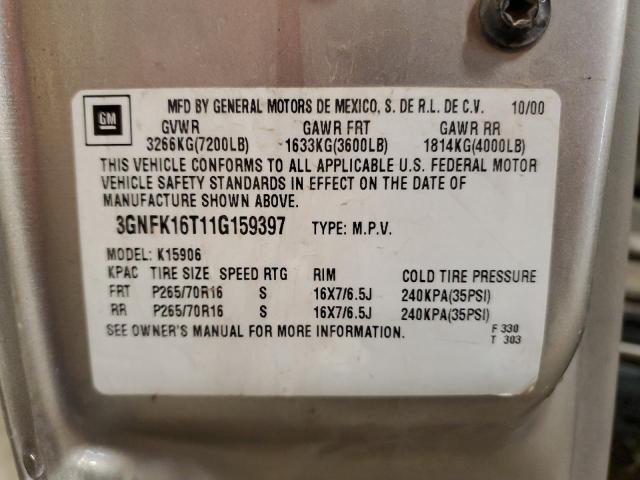 GM
MFD BY GENERAL MOTORS DE MEXICO, S. DE R.L. DE C.V. 10/00
GVWR GAWR FRT GAWR RR
3266KG(7200LB) 1633KG(3600LB) 1814KG(4000LB)
THIS VEHICLE CONFORMS TO ALL APPLICABLE U.S. FEDERAL MOTOR
VEHICLE SAFETY STANDARDS IN EFFECT ON THE DATE OF
MANUFACTURE SHOWN ABOVE.
3GNFK16T11G159397 TYPE: M.P.V.
MODEL: K15906
KPAC TIRE SIZE SPEED RTG RIM COLD TIRE PRESSURE
FRT P265/70R16 S 16X7/6.5J 240KPA(35PSI)
RR P265/70R16 S 16X7/6.5J 240KPA(35PSI)
SEE OWNER'S MANUAL FOR MORE INFORMATION. F 330
T 303